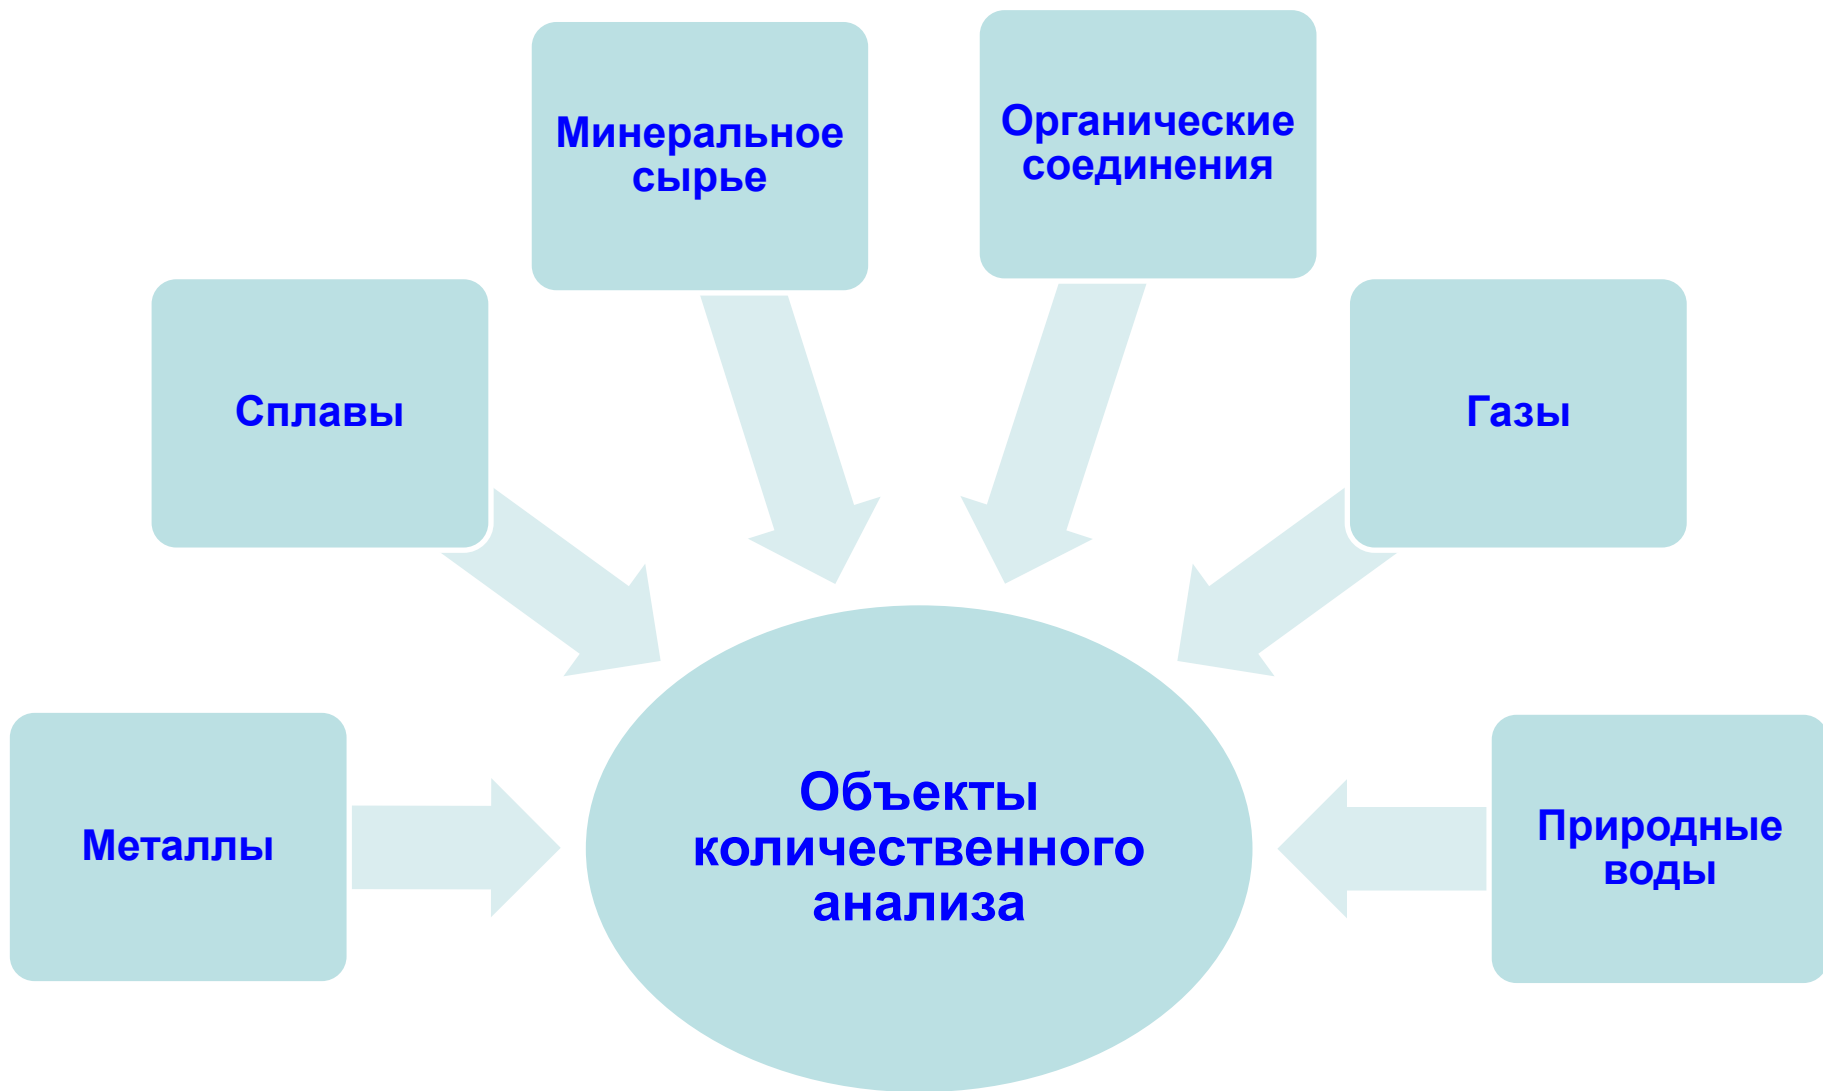 Минеральное
сырье
Органические
соединения
Сплавы
Газы
Металлы
Объекты
количественного
анализа
Природные
воды